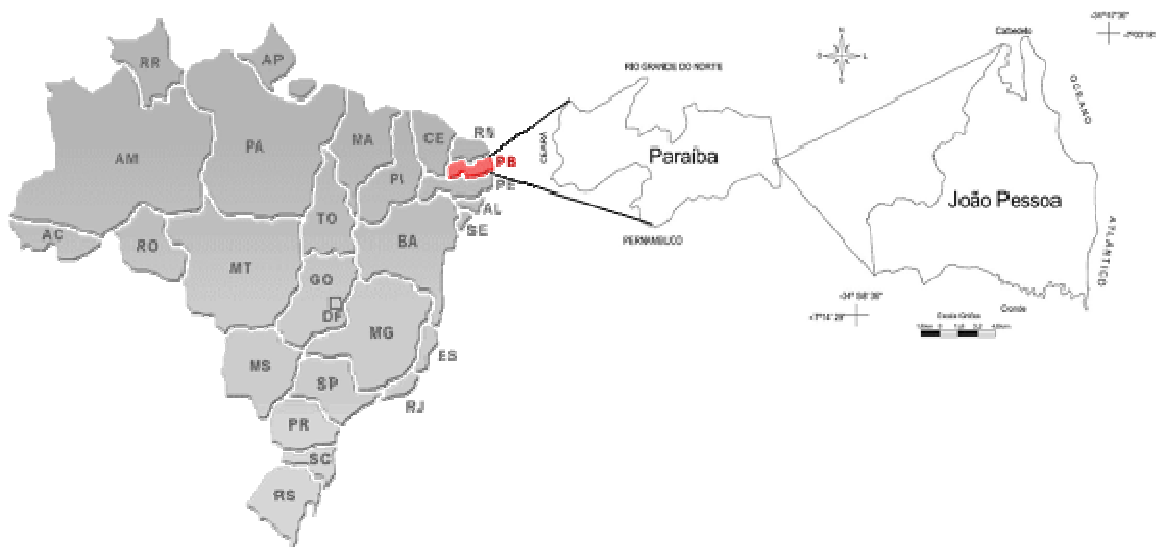 RR
AP
AM
PA
MA
CE
RN
PB
PI
PE
AL
SE
AC
RO
TO
BA
MT
GO
DF
MG
ES
MS
SP
RJ
PR
SC
RS
RIO GRANDE DO NORTE
CEARÁ
Paraíba
PERNAMBUCO
Cabedelo
OCEANO
João Pessoa
ATLÂNTICO
Conde
Escala Gráfica